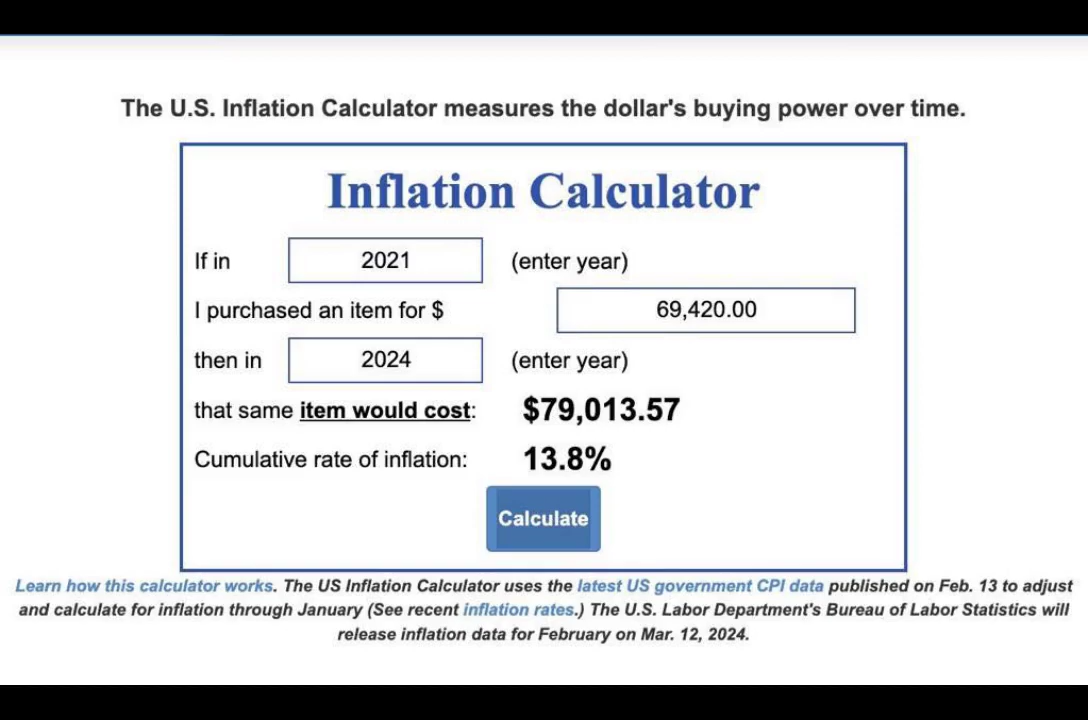 The U.S. Inflation Calculator measures the dollar's buying power over time.
Inflation Calculator
If in 2021 (enter year)
I purchased an item for $ 69,420.00
then in 2024 (enter year)
that same item would cost: $79,013.57
Cumulative rate of inflation: 13.8%
Calculate
Learn how this calculator works. The US Inflation Calculator uses the latest US government CPI data published on Feb. 13 to adjust
and calculate for inflation through January (See recent inflation rates.) The U.S. Labor Department's Bureau of Labor Statistics will
release inflation data for February on Mar. 12, 2024.